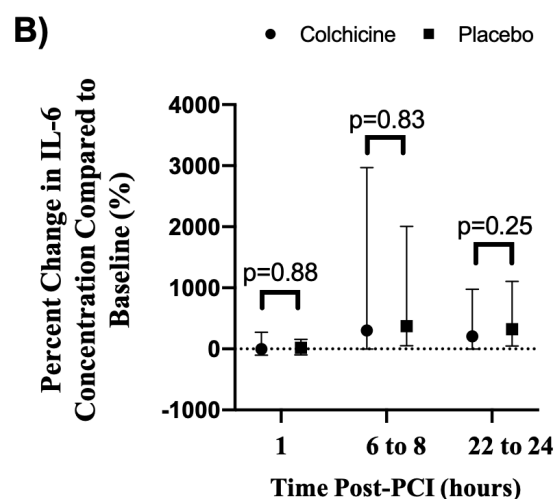 B)
Colchicine
Placebo
Percent Change in IL-6
Concentration Compared to
Baseline (%)
4000
3000
2000
1000
0
-1000
p=0.88
p=0.83
p=0.25
1
6 to 8
22 to 24
Time Post-PCI (hours)